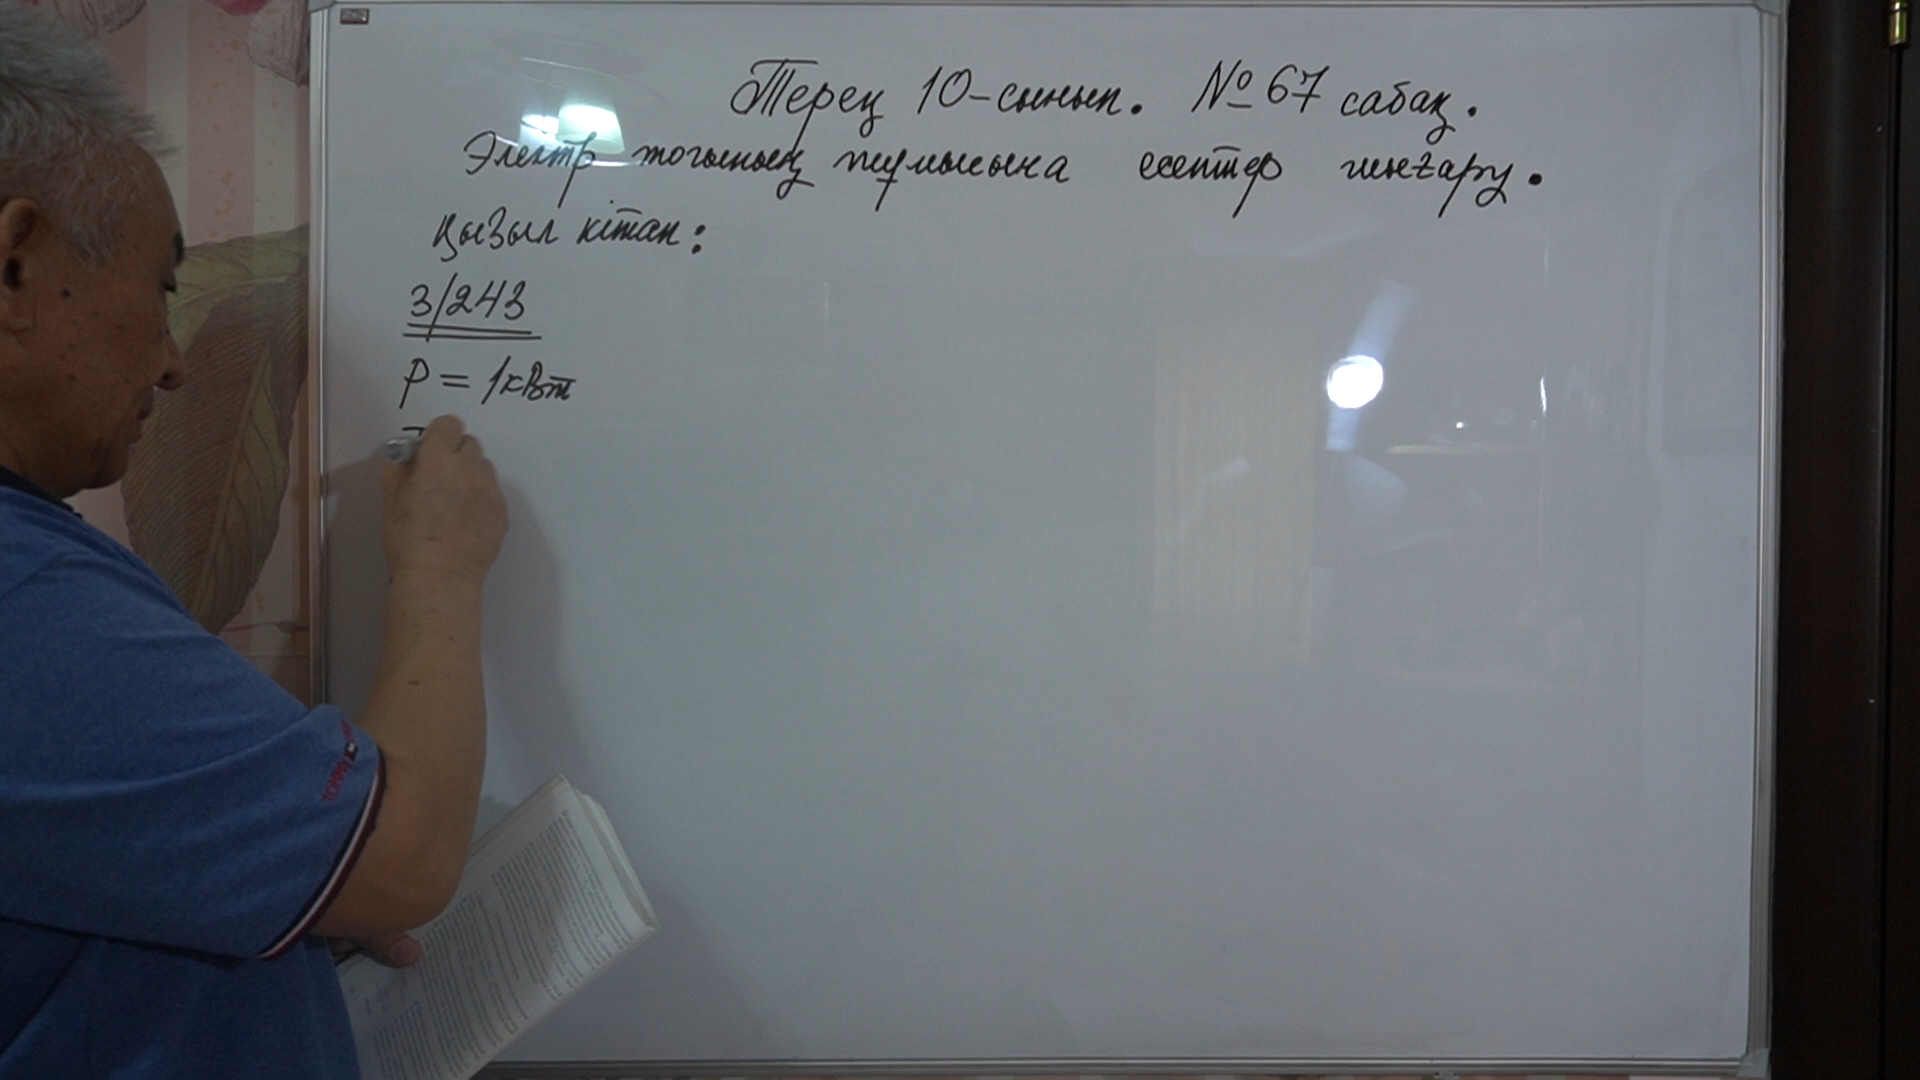 Терең 10-сынып. № 67 сабақ.
Электр тогының жұмысына есептер шығару.
Қызыл кітап:
3/243
P = 1кВт